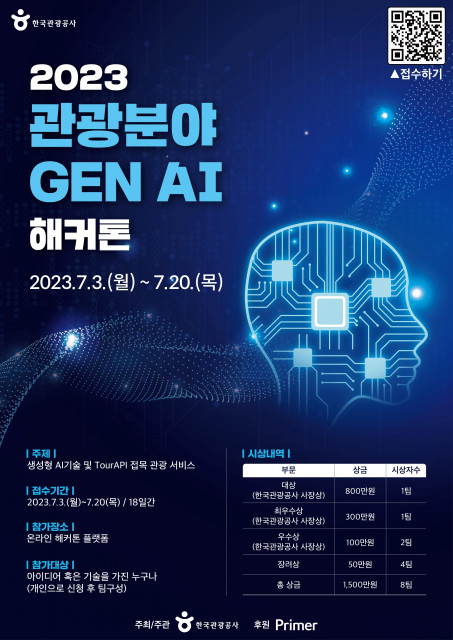 한국관광공사
▲접수하기
2023
관광분야
GEN AI
해커톤
2023.7.3.(월) ~ 7.20.(목)
| 주제 |
생성형 AI기술 및 TourAPI 접목 관광 서비스
| 접수기간 |
2023.7.3.(월)~7.20(목) / 18일간
| 참가장소 |
온라인 해커톤 플랫폼
| 참가대상 |
아이디어 혹은 기술을 가진 누구나
(개인으로 신청 후 팀구성)
| 시상내역 |
부문 상금 시상자수
대상
(한국관광공사 사장상) 800만원 1팀
최우수상
(한국관광공사 사장상) 300만원 1팀
우수상
(한국관광공사 사장상) 100만원 2팀
장려상 50만원 4팀
총 상금 1,500만원 8팀
주최/주관 한국관광공사 후원 Primer